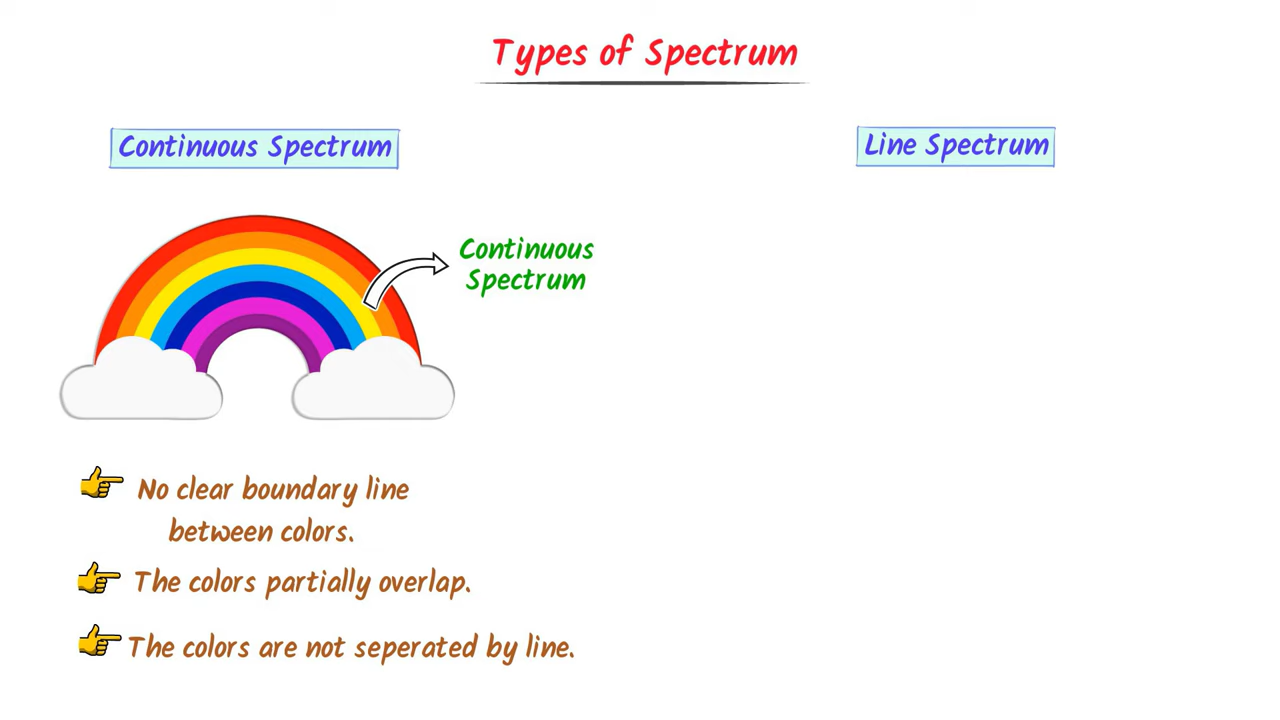 Types of Spectrum
Continuous Spectrum
Line Spectrum
Continuous
Spectrum
No clear boundary line
between colors.
The colors partially overlap.
The colors are not seperated by line.